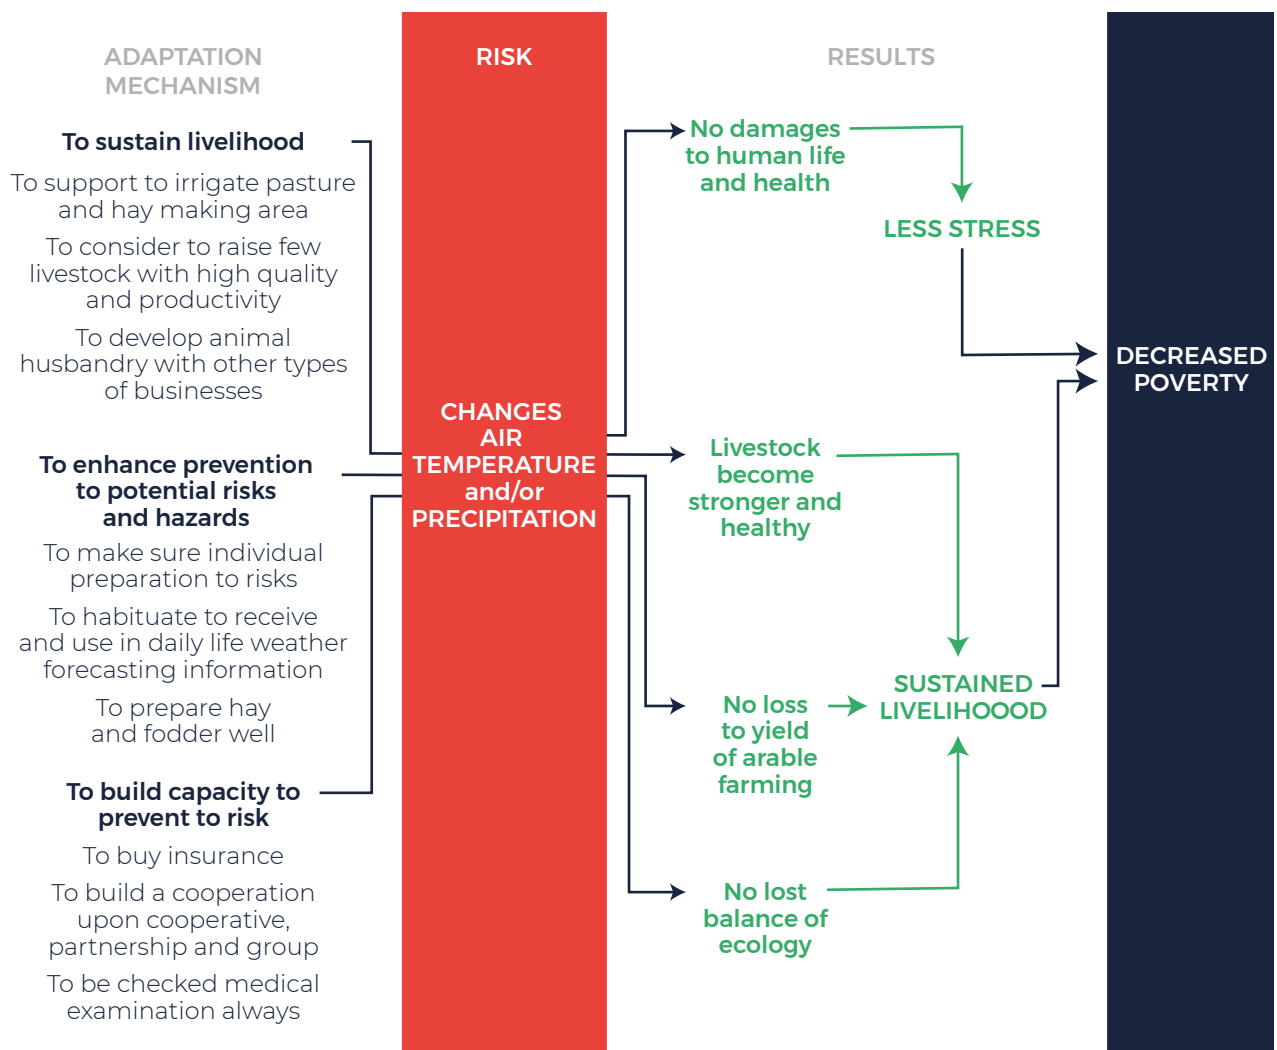 ADAPTATION
MECHANISM
To sustain livelihood
To support to irrigate pasture
and hay making area
To consider to raise few
livestock with high quality
and productivity
To develop animal
husbandry with other types
of businesses
To enhance prevention
to potential risks
and hazards
To make sure individual
preparation to risks
To habituate to receive
and use in daily life weather
forecasting information
To prepare hay
and fodder well
To build capacity to
prevent to risk
To buy insurance
To build a cooperation
upon cooperative,
partnership and group
To be checked medical
examination always
RISK
CHANGES
AIR
TEMPERATURE
and/or
PRECIPITATION
RESULTS
No damages
to human life
and health
LESS STRESS
Livestock
become
stronger and
healthy
No loss
to yield
of arable
farming
SUSTAINED
LIVELIHOOOD
No lost
balance of
ecology
DECREASED
POVERTY